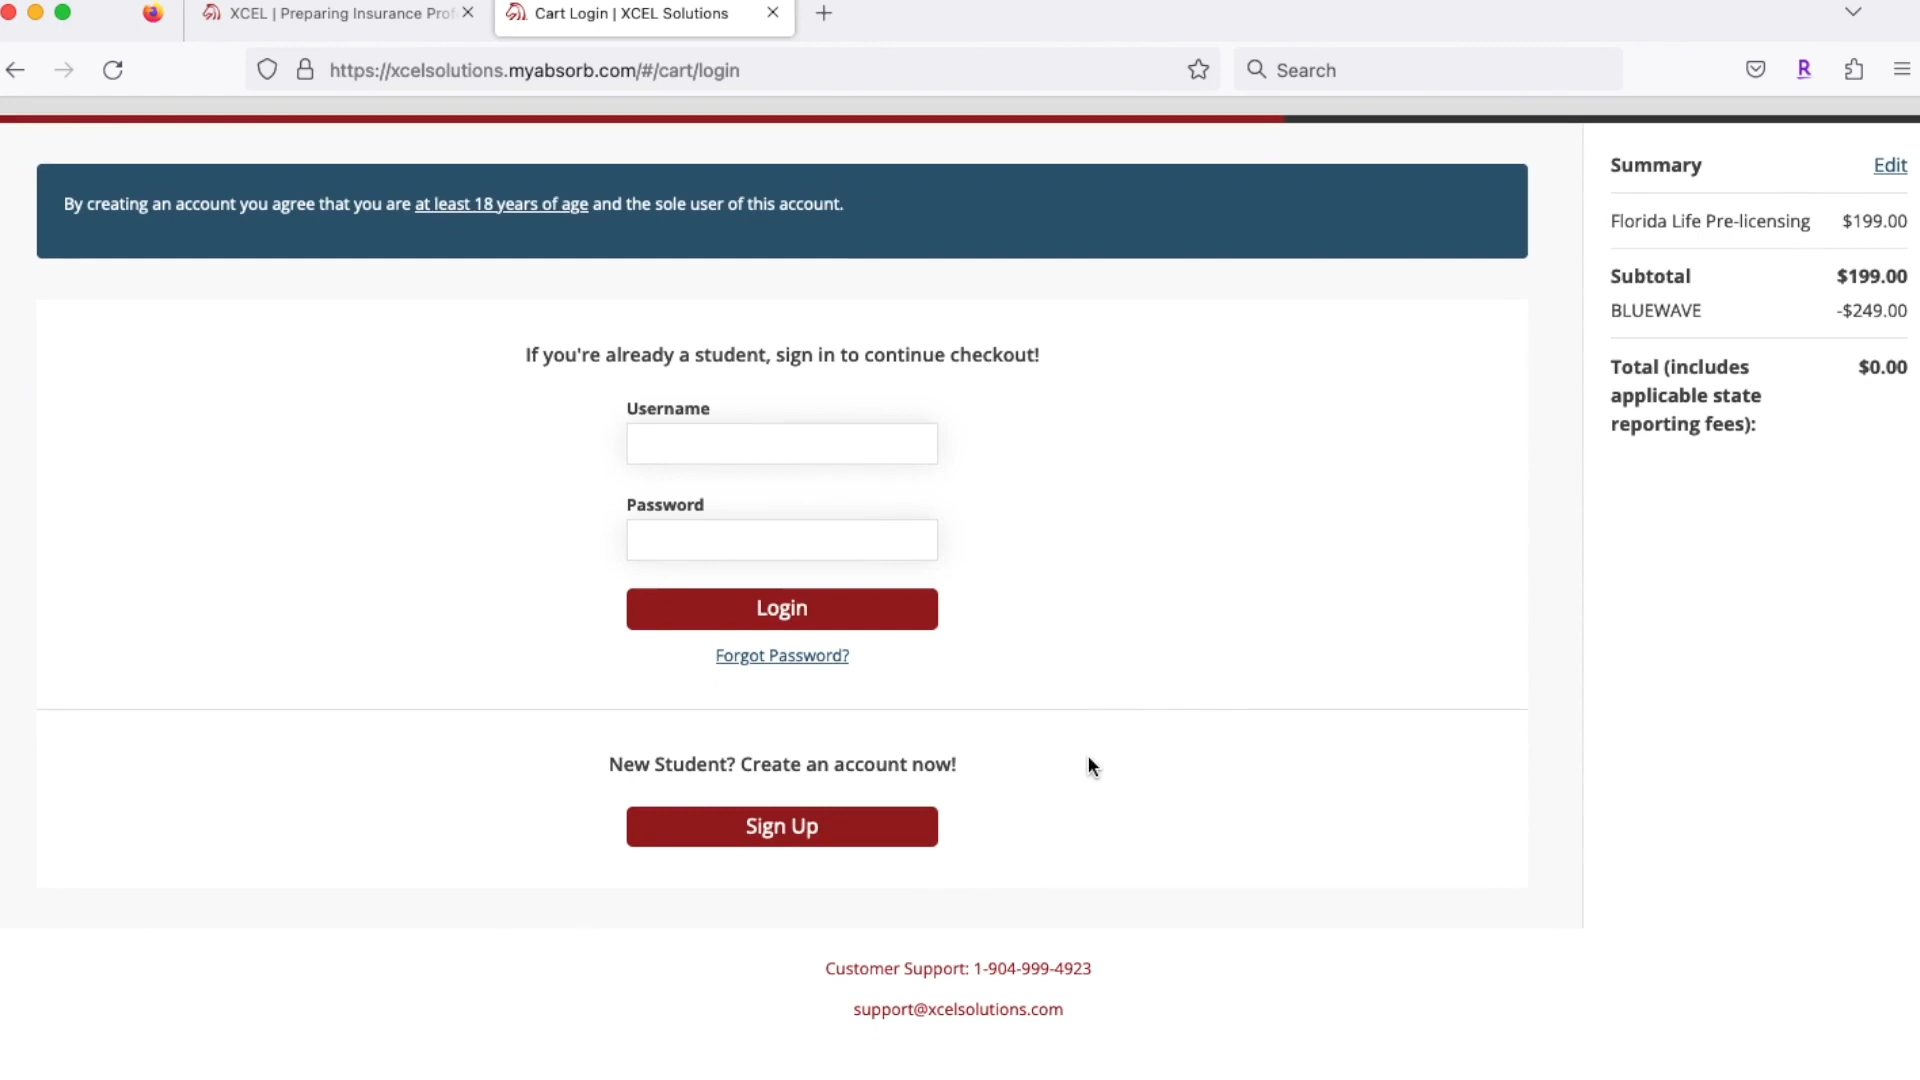 XCEL | Preparing Insurance Prof
Cart Login | XCEL Solutions
https://xcelsolutions.myabsorb.com/#/cart/login
Search
R
By creating an account you agree that you are at least 18 years of age and the sole user of this account.
If you're already a student, sign in to continue checkout!
Username
Password
Login
Forgot Password?
New Student? Create an account now!
Sign Up
Summary Edit
Florida Life Pre-licensing $199.00
Subtotal $199.00
BLUEWAVE -$249.00
Total (includes $0.00
applicable state
reporting fees):
Customer Support: 1-904-999-4923
support@xcelsolutions.com